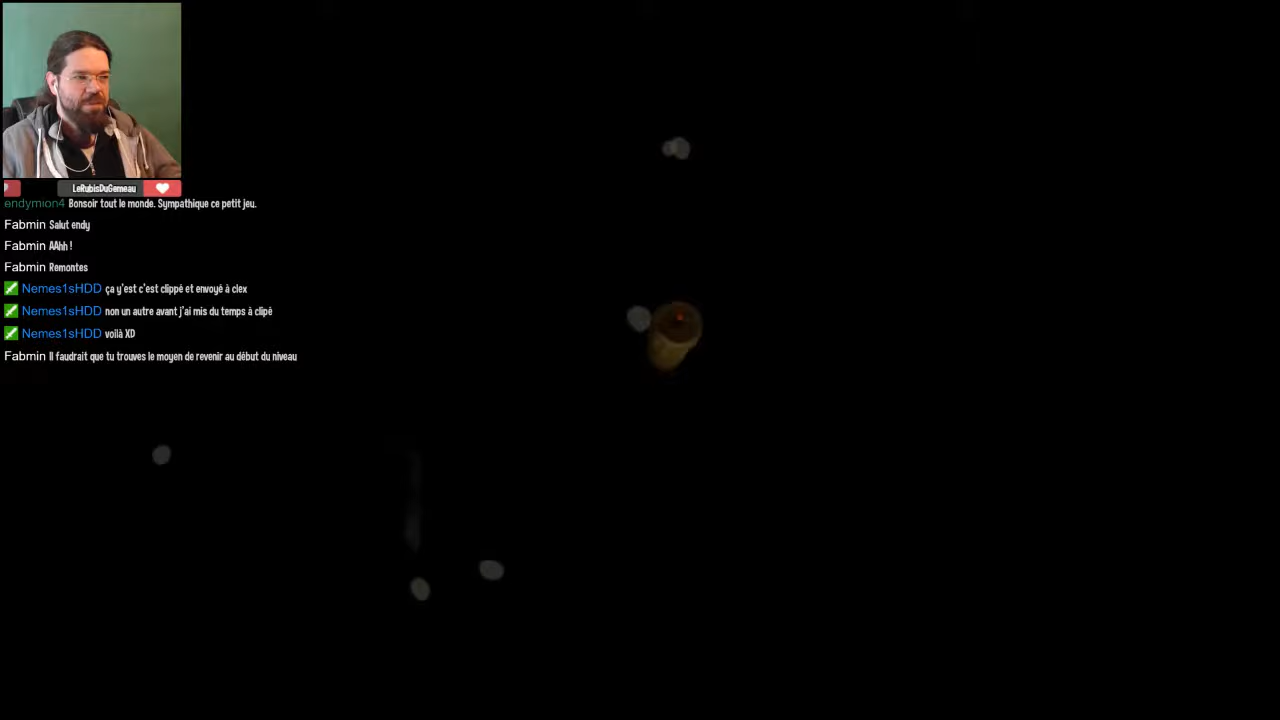 LeRubisDuGemeau
endymion4 Bonsoir tout le monde. Sympathique ce petit jeu.
Fabmin Salut endy
Fabmin AAhh !
Fabmin Remontes
Nemes1sHDD ça y'est c'est clippé et envoyé à clex
Nemes1sHDD non un autre avant j'ai mis du temps à clipé
Nemes1sHDD voilà XD
Fabmin Il faudrait que tu trouves le moyen de revenir au début du niveau